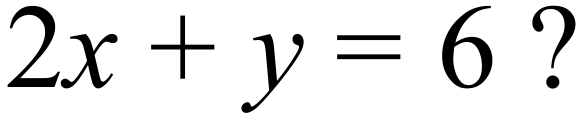 2x + y = 6 ?